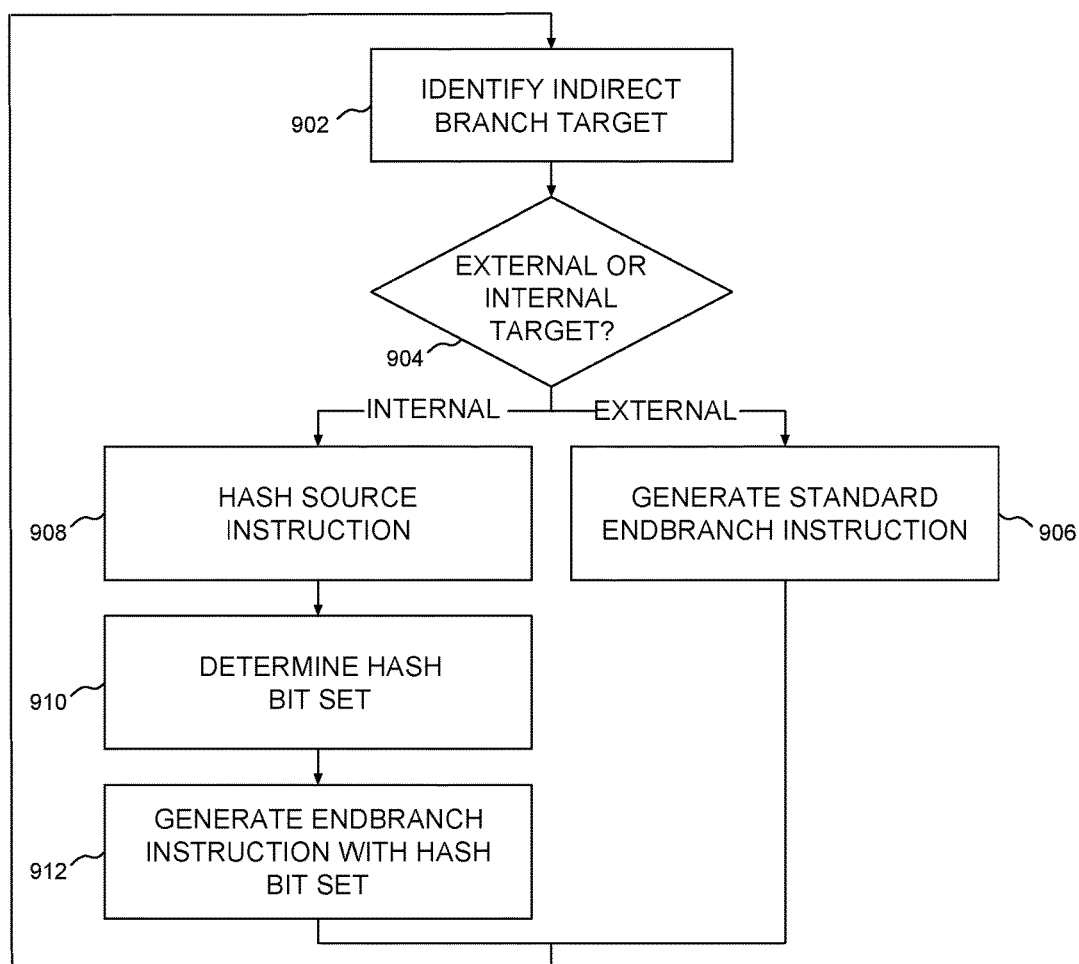 IDENTIFY INDIRECT
BRANCH TARGET
902
EXTERNAL OR
INTERNAL
TARGET?
904
INTERNAL
EXTERNAL
HASH SOURCE
INSTRUCTION
908
GENERATE STANDARD
ENDBRANCH INSTRUCTION
906
DETERMINE HASH
BIT SET
910
GENERATE ENDBRANCH
INSTRUCTION WITH HASH
BIT SET
912